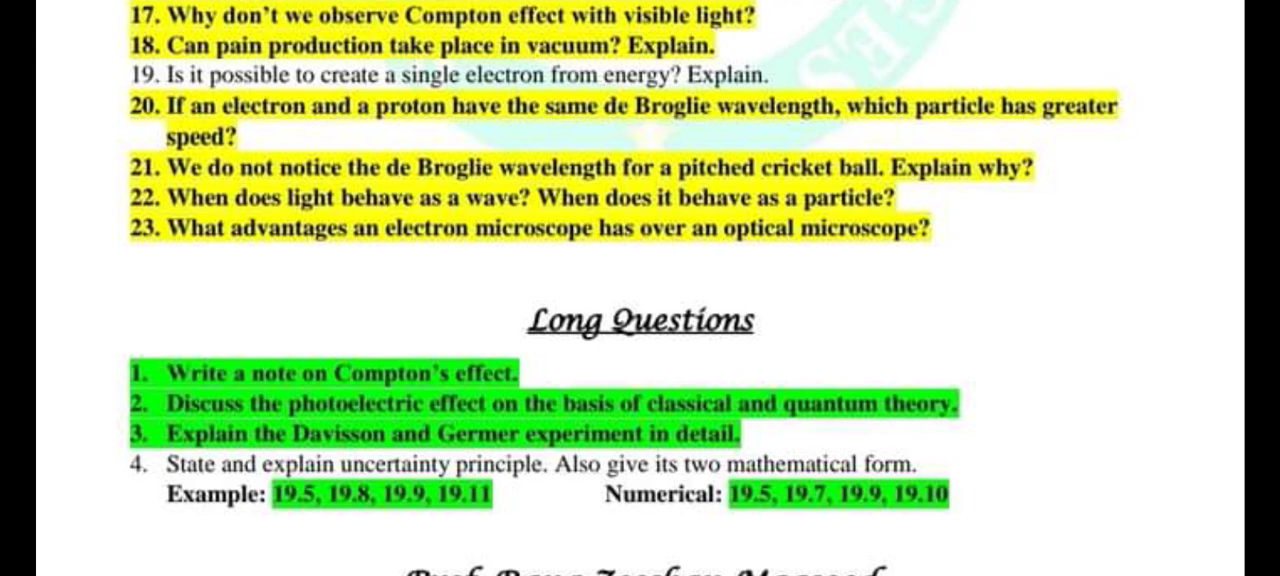 17. Why don't we observe Compton effect with visible light?
18. Can pain production take place in vacuum? Explain.
19. Is it possible to create a single electron from energy? Explain.
20. If an electron and a proton have the same de Broglie wavelength, which particle has greater
speed?
21. We do not notice the de Broglie wavelength for a pitched cricket ball. Explain why?
22. When does light behave as a wave? When does it behave as a particle?
23. What advantages an electron microscope has over an optical microscope?
Long Questions
1. Write a note on Compton's effect.
2. Discuss the photoelectric effect on the basis of classical and quantum theory.
3. Explain the Davisson and Germer experiment in detail.
4. State and explain uncertainty principle. Also give its two mathematical form.
Example: 19.5, 19.8, 19.9, 19.11 Numerical: 19.5, 19.7, 19.9, 19.10